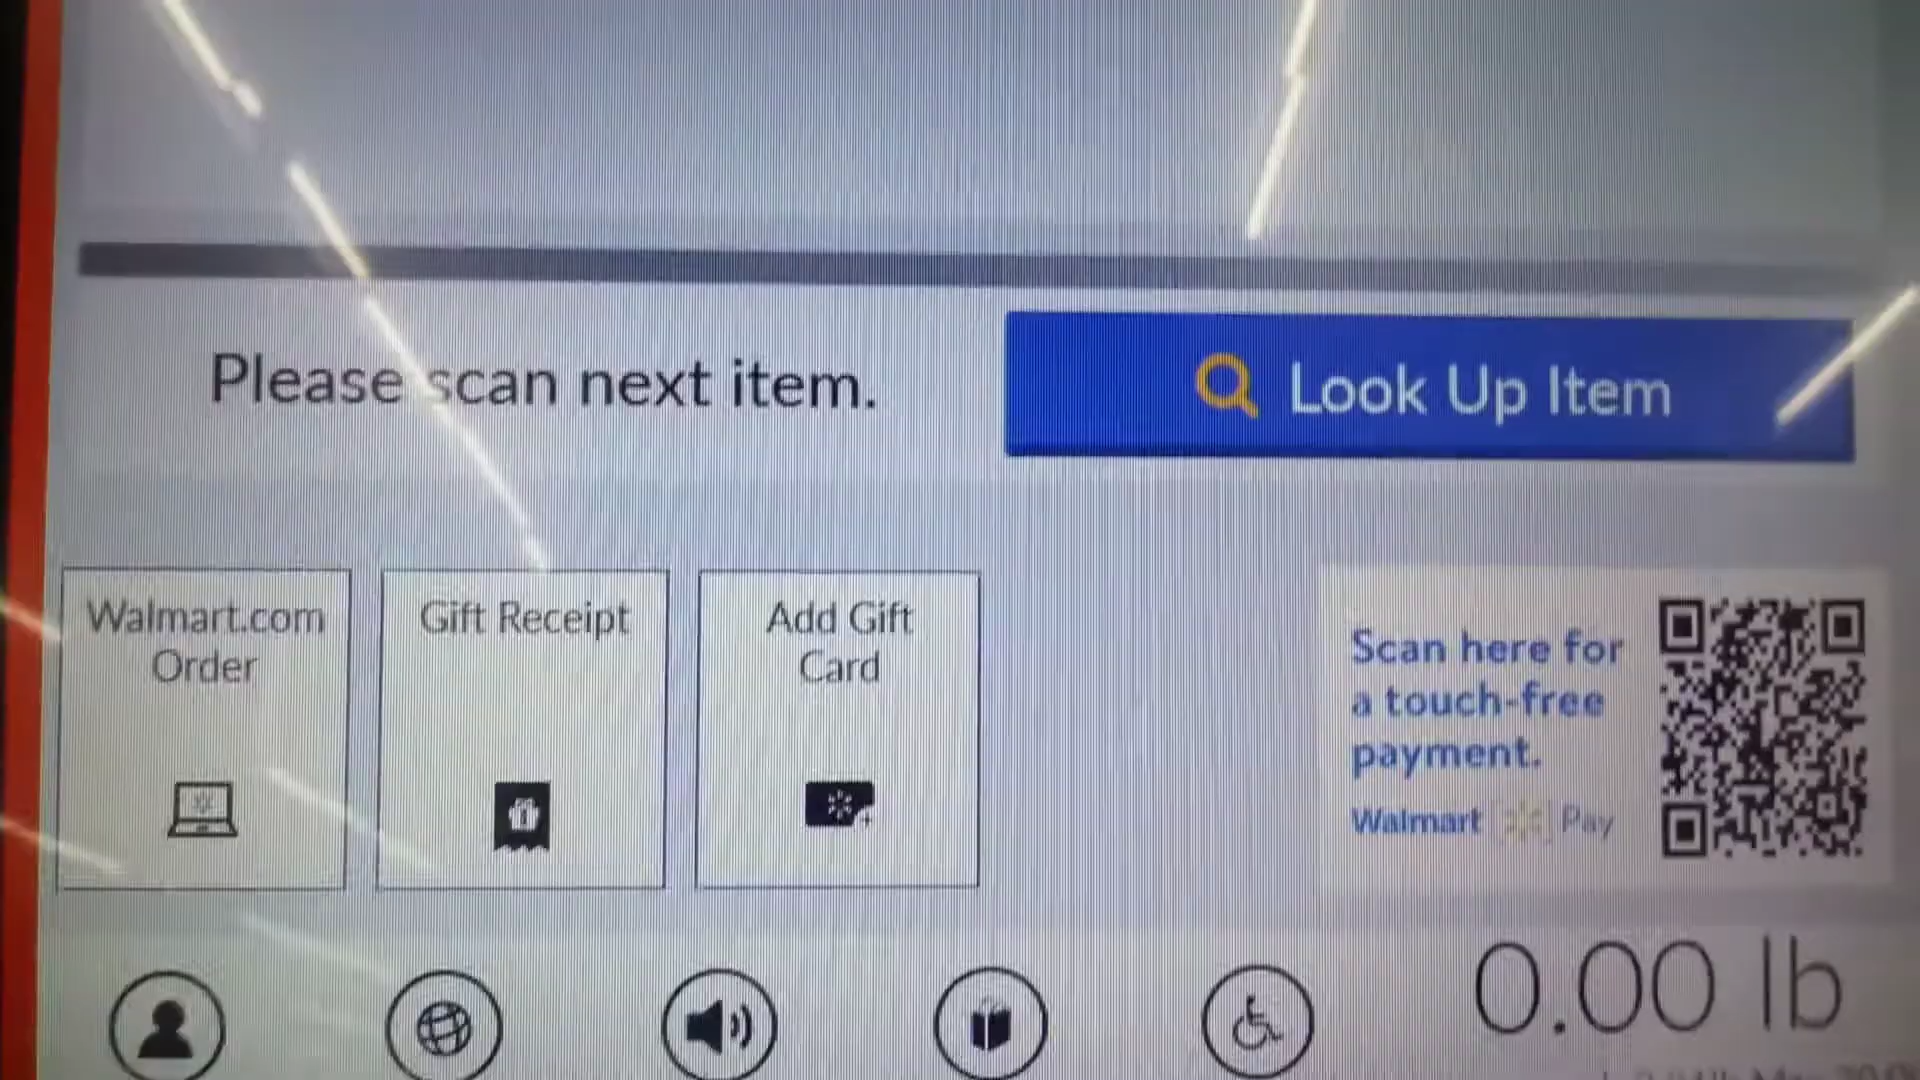 Please scan next item.
Look Up Item
Walmart.com
Order
Gift Receipt
Add Gift
Card
Scan here for
a touch-free
payment.
Walmart Pay
0.00 lb